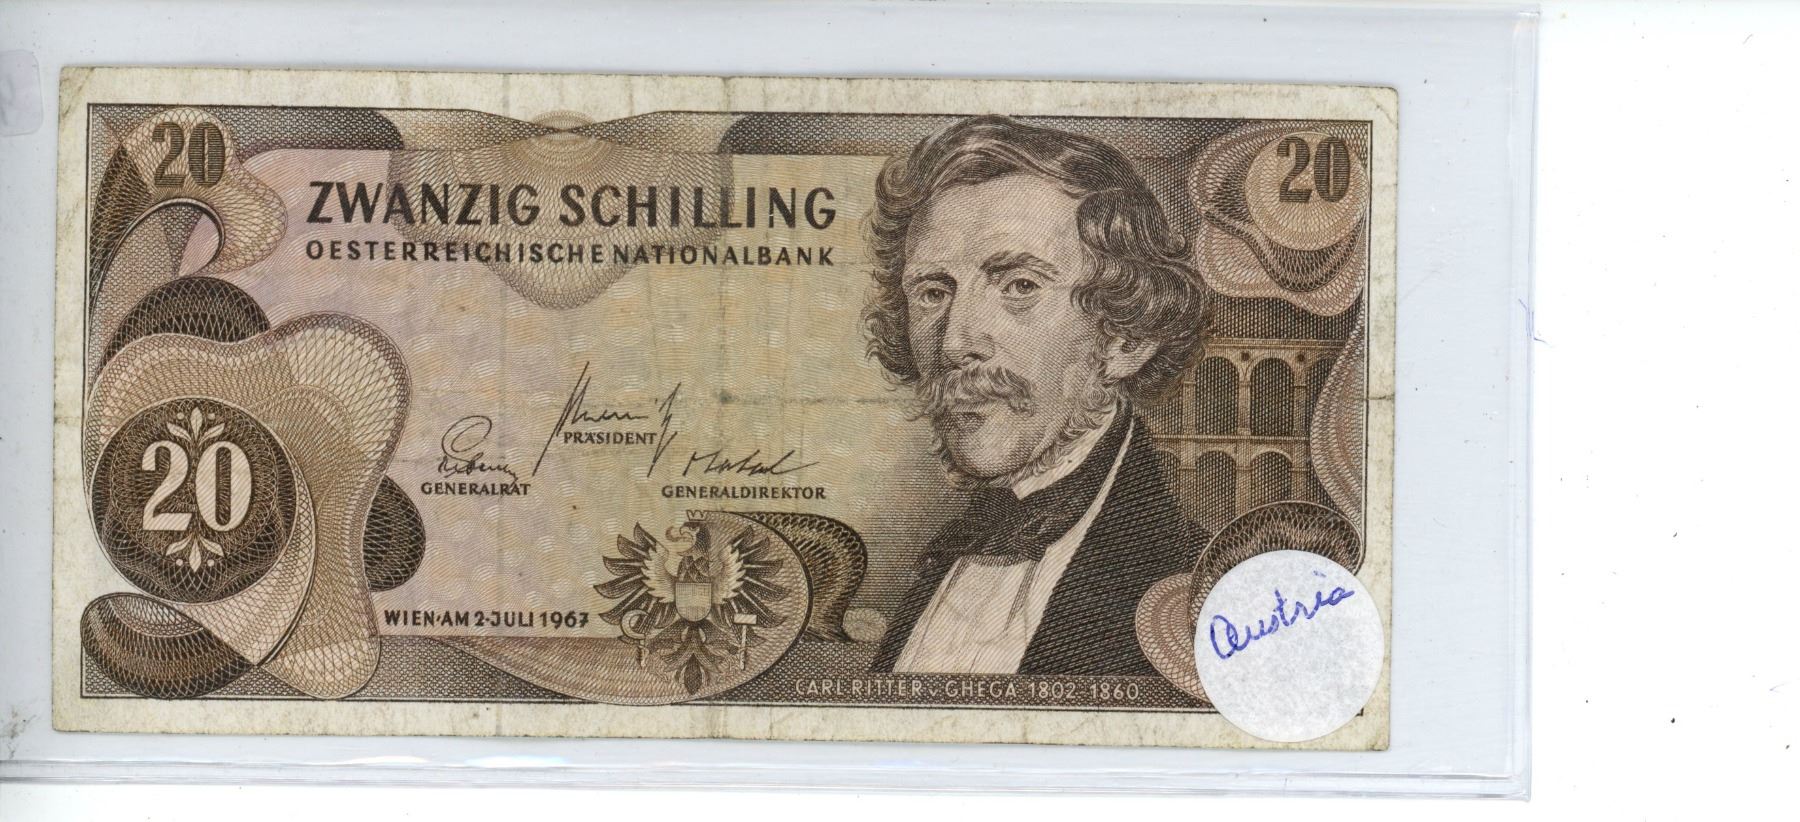 20
20
ZWANZIG SCHILLING
OESTERREICHISCHE NATIONALBANK
PRÄSIDENT
GENERALRAT
GENERALDIREKTOR
20
WIEN·AM 2·JULI 1967
CARL RITTER v. GHEGA 1802-1860
Austria